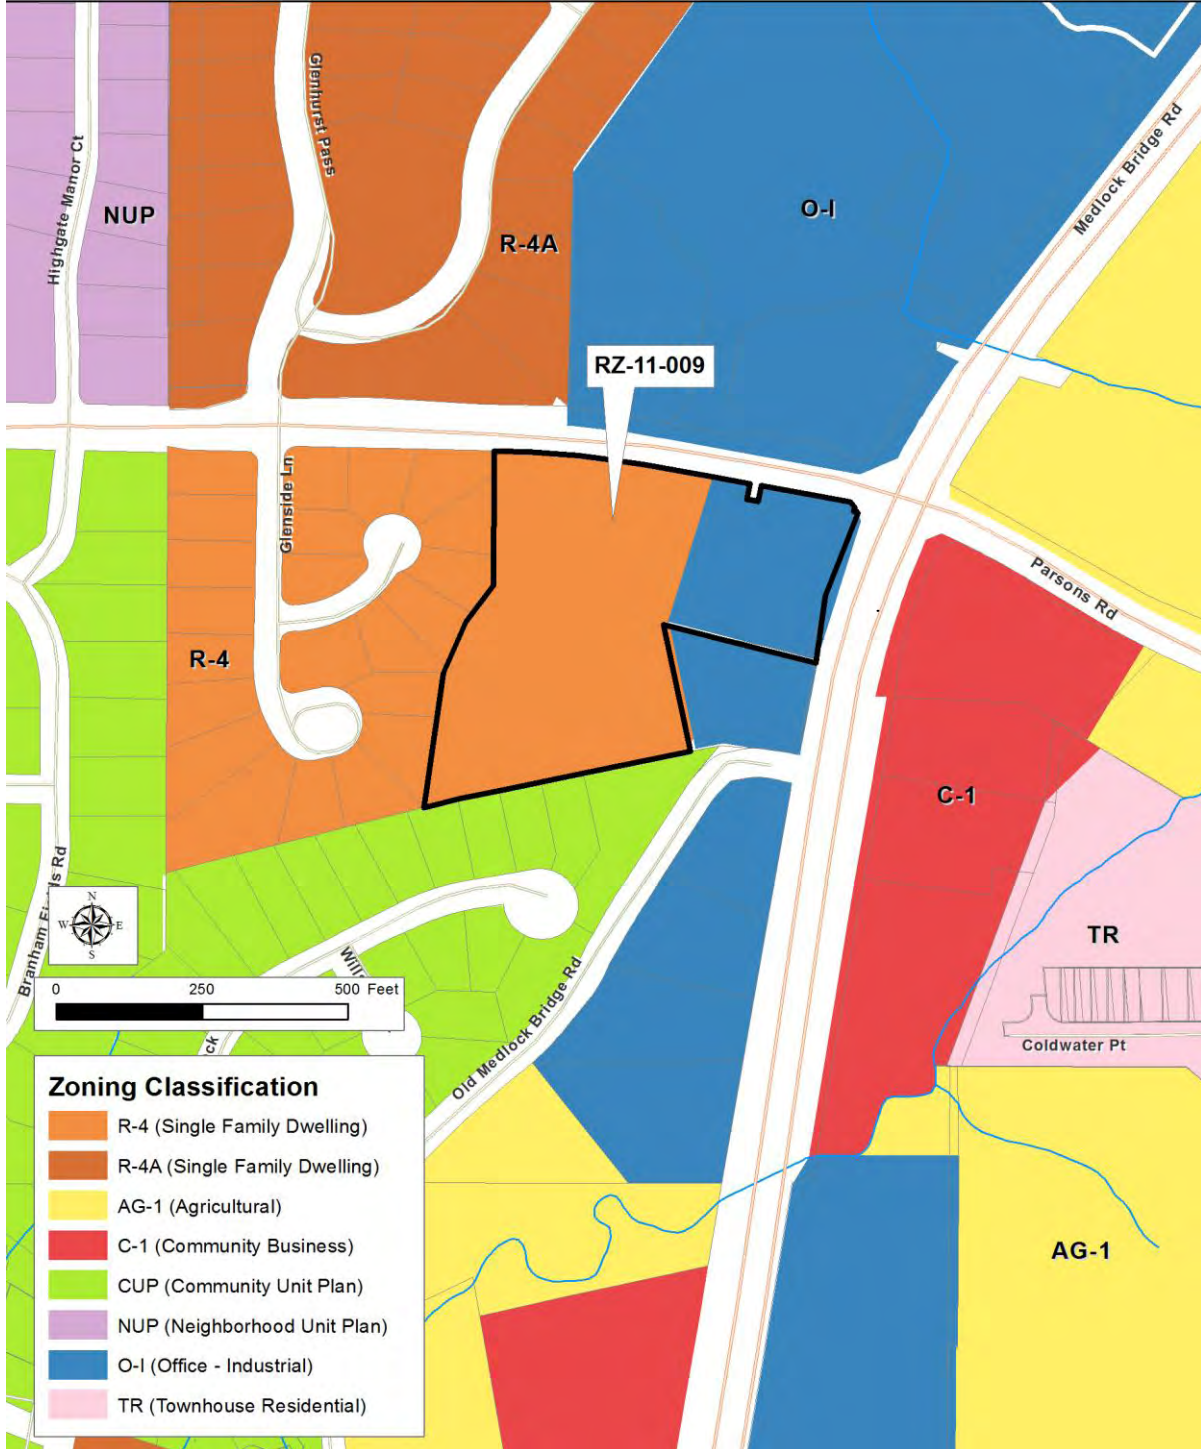 Glenhurst Pass
Highgate Manor Ct
Medlock Bridge Rd
NUP
O-I
R-4A
RZ-11-009
Glenside Ln
Parsons Rd
R-4
C-1
Branham Fields Rd
N
W E
S
TR
Old Medlock Bridge Rd
0 250 500 Feet
Coldwater Pt
Zoning Classification
R-4 (Single Family Dwelling)
R-4A (Single Family Dwelling)
AG-1 (Agricultural)
C-1 (Community Business)
AG-1
CUP (Community Unit Plan)
NUP (Neighborhood Unit Plan)
O-I (Office - Industrial)
TR (Townhouse Residential)